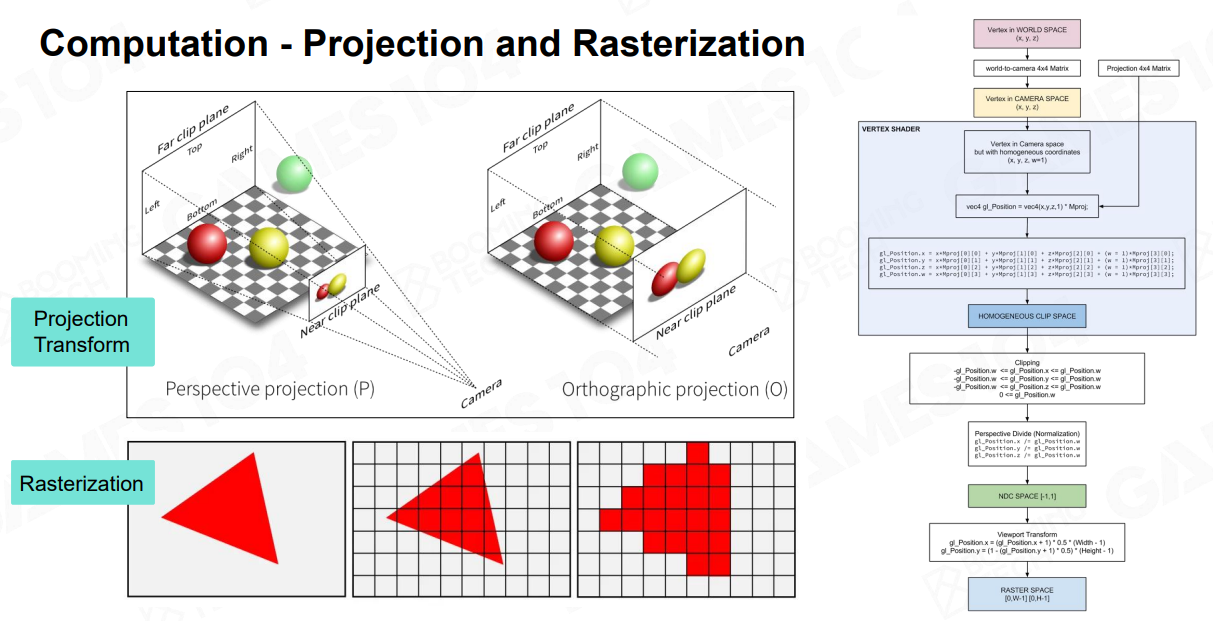 Computation - Projection and Rasterization
Far clip plane
Top
Right
Left
Bottom
Near clip plane
Camera
Perspective projection (P)
Far clip plane
Top
Right
Left
Bottom
Near clip plane
Camera
Orthographic projection (O)
Projection
Transform
Rasterization
Vertex in WORLD SPACE
(x, y, z)
world-to-camera 4x4 Matrix
Projection 4x4 Matrix
Vertex in CAMERA SPACE
(x, y, z)
VERTEX SHADER
Vertex in Camera space
but with homogeneous coordinates
(x, y, z, w=1)
vec4 gl_Position = vec4(x,y,z,1) * Mproj;
gl_Position.x = x*Mproj[0][0] + y*Mproj[1][0] + z*Mproj[2][0] + (w = 1)*Mproj[3][0];
gl_Position.y = x*Mproj[0][1] + y*Mproj[1][1] + z*Mproj[2][1] + (w = 1)*Mproj[3][1];
gl_Position.z = x*Mproj[0][2] + y*Mproj[1][2] + z*Mproj[2][2] + (w = 1)*Mproj[3][2];
gl_Position.w = x*Mproj[0][3] + y*Mproj[1][3] + z*Mproj[2][3] + (w = 1)*Mproj[3][3];
HOMOGENEOUS CLIP SPACE
Clipping
-gl_Position.w <= gl_Position.x <= gl_Position.w
-gl_Position.w <= gl_Position.y <= gl_Position.w
-gl_Position.w <= gl_Position.z <= gl_Position.w
0 <= gl_Position.w
Perspective Divide (Normalization)
gl_Position.x /= gl_Position.w
gl_Position.y /= gl_Position.w
gl_Position.z /= gl_Position.w
NDC SPACE [-1,1]
Viewport Transform
gl_Position.x = (gl_Position.x + 1) * 0.5 * (Width - 1)
gl_Position.y = (1 - (gl_Position.y + 1) * 0.5) * (Height - 1)
RASTER SPACE
[0,W-1] [0,H-1]
GAMES 104